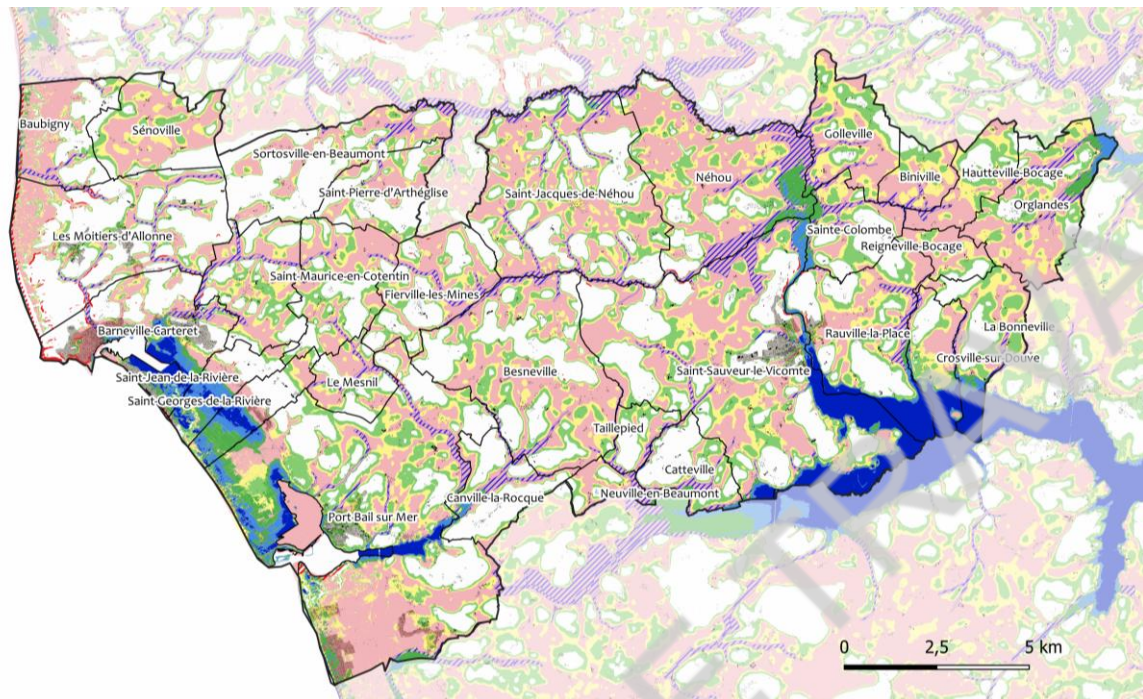 Baubigny
Sénoville
Golleville
Sortosville-en-Beaumont
Biniville
Hautteville-Bocage
Néhou
Saint-Pierre-d'Arthéglise
Saint-Jacques-de-Néhou
Orglandes
Sainte-Colombe
Les Moitiers-d'Allonne
Reigneville-Bocage
Saint-Maurice-en-Cotentin
Fierville-les-Mines
Barneville-Carteret
Rauville-la-Place
La Bonneville
Crosville-sur-Douve
Saint-Jean-de-la-Rivière
Le Mesnil
Besneville
Saint-Sauveur-le-Vicomte
Saint-Georges-de-la-Rivière
Taillepied
Catteville
Canville-la-Rocque
Neuville-en-Beaumont
Port-Bail sur Mer
0 2,5 5 km